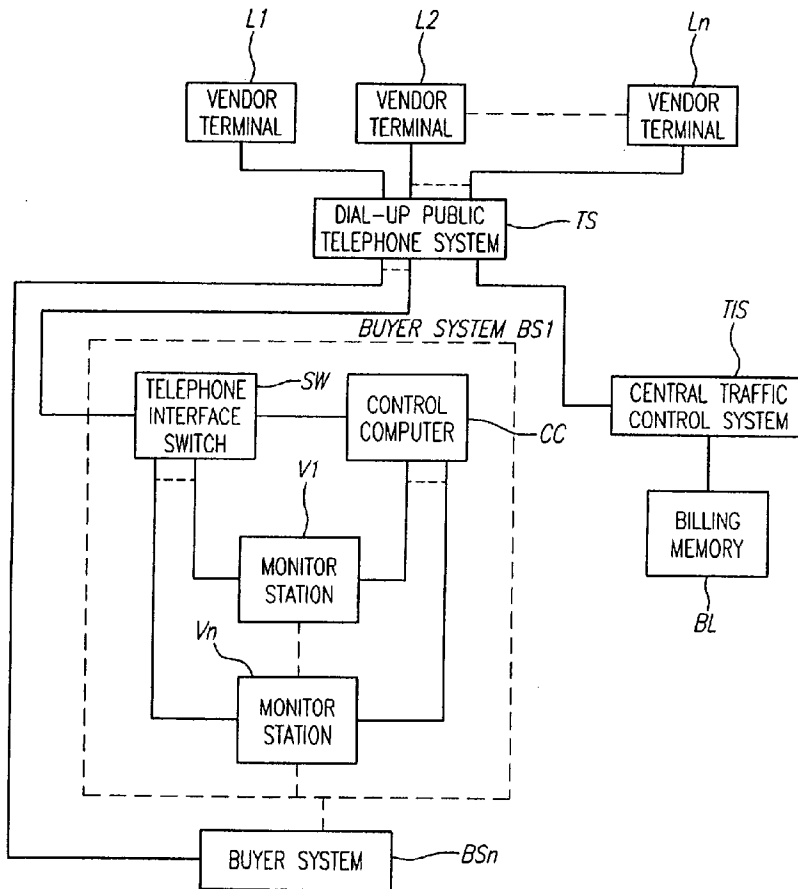 L1
L2
Ln
VENDOR
TERMINAL
VENDOR
TERMINAL
VENDOR
TERMINAL
DIAL-UP PUBLIC
TELEPHONE SYSTEM
TS
BUYER SYSTEM BS1
TIS
TELEPHONE
INTERFACE
SWITCH
SW
CONTROL
COMPUTER
CC
CENTRAL TRAFFIC
CONTROL SYSTEM
V1
MONITOR
STATION
BILLING
MEMORY
BL
Vn
MONITOR
STATION
BUYER SYSTEM
BSn